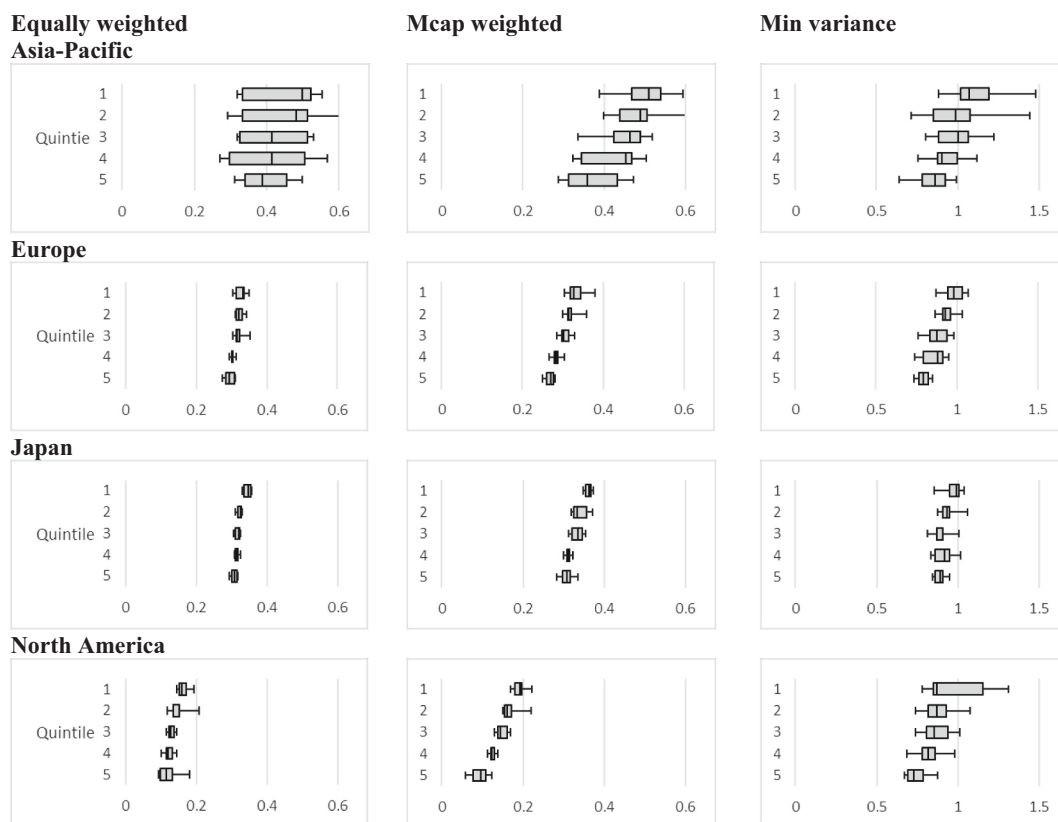 Equally weighted Mcap weighted Min variance
Asia-Pacific
1 1 1
2 2 2
Quintie 3 3 3
4 4 4
5 5 5
0 0.2 0.4 0.6 0 0.2 0.4 0.6 0 0.5 1 1.5
Europe
1 1 1
2 2 2
Quintile 3 3 3
4 4 4
5 5 5
0 0.2 0.4 0.6 0 0.2 0.4 0.6 0 0.5 1 1.5
Japan
1 1 1
2 2 2
Quintile 3 3 3
4 4 4
5 5 5
0 0.2 0.4 0.6 0 0.2 0.4 0.6 0 0.5 1 1.5
North America
1 1 1
2 2 2
Quintile 3 3 3
4 4 4
5 5 5
0 0.2 0.4 0.6 0 0.2 0.4 0.6 0 0.5 1 1.5